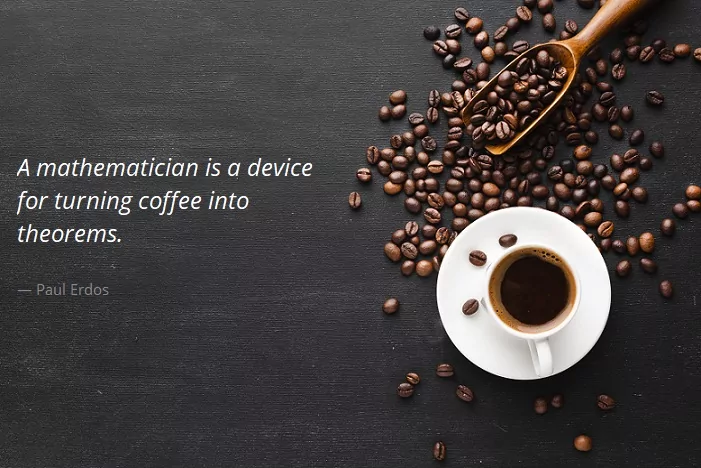 A mathematician is a device
for turning coffee into
theorems.
— Paul Erdos